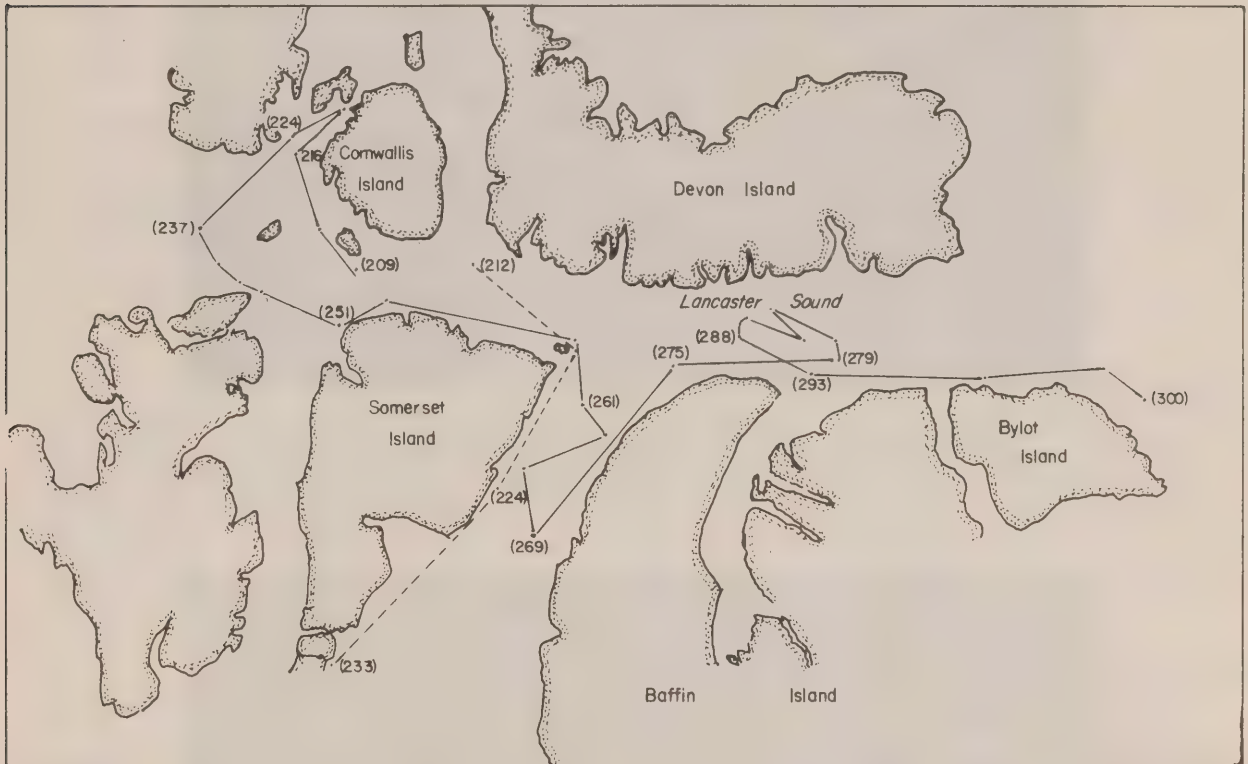 (224)
216
Cornwallis
Island
Devon Island
(237)
(209)
(212)
Lancaster Sound
(251)
(288)
(275)
(279)
(293)
(300)
Somerset
Island
(261)
Bylot
Island
(224)
(269)
(233)
Baffin Island